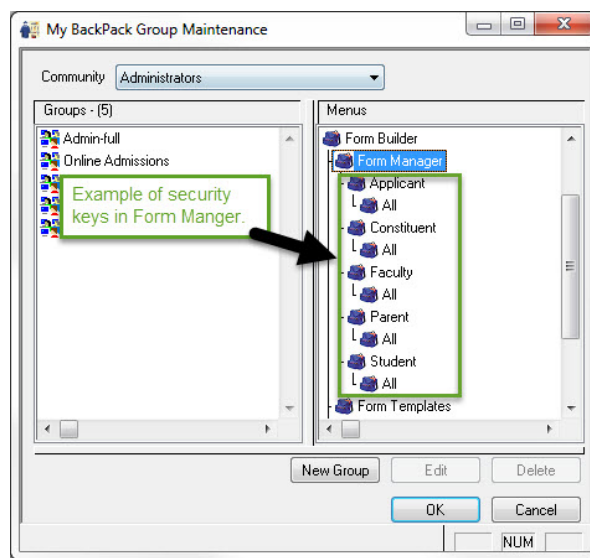 My BackPack Group Maintenance
Community Administrators
Groups - (5)
Menus
Admin-full
Online Admissions
Example of security
keys in Form Manger.
Form Builder
Form Manager
Applicant
All
Constituent
All
Faculty
All
Parent
All
Student
All
Form Templates
New Group Edit Delete
OK Cancel
NUM